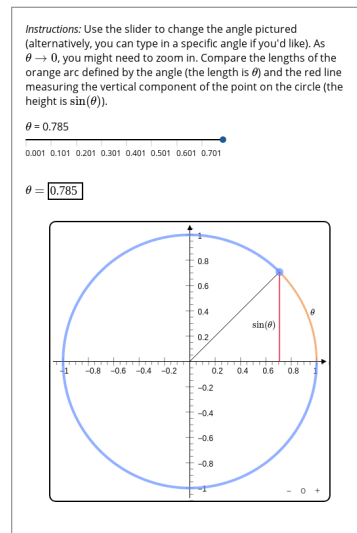 Instructions: Use the slider to change the angle pictured
(alternatively, you can type in a specific angle if you'd like). As
θ → 0, you might need to zoom in. Compare the lengths of the
orange arc defined by the angle (the length is θ) and the red line
measuring the vertical component of the point on the circle (the
height is sin(θ)).
θ = 0.785
0.001 0.101 0.201 0.301 0.401 0.501 0.601 0.701
θ = 0.785
1
0.8
0.6
0.4
θ
sin(θ)
0.2
−1 −0.8 −0.6 −0.4 −0.2 0.2 0.4 0.6 0.8 1
−0.2
−0.4
−0.6
−0.8
−1
− o +